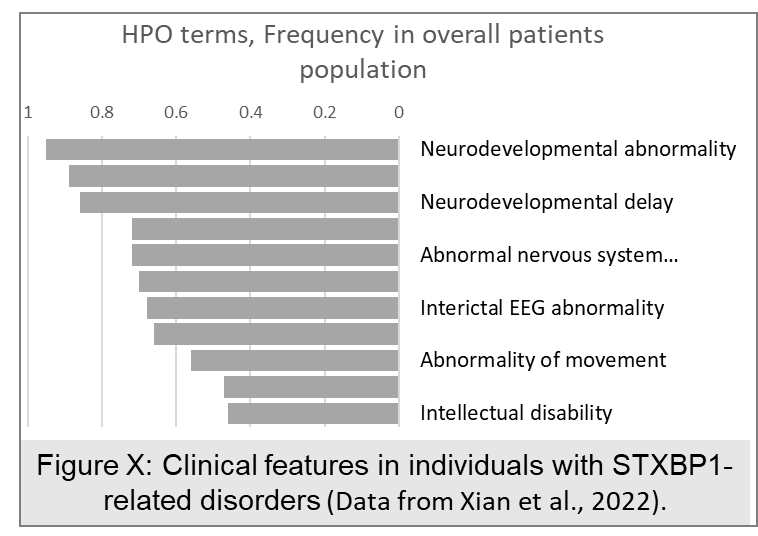 HPO terms, Frequency in overall patients
population
1 0.8 0.6 0.4 0.2 0
Neurodevelopmental abnormality
Neurodevelopmental delay
Abnormal nervous system...
Interictal EEG abnormality
Abnormality of movement
Intellectual disability
Figure X: Clinical features in individuals with STXBP1-
related disorders (Data from Xian et al., 2022).